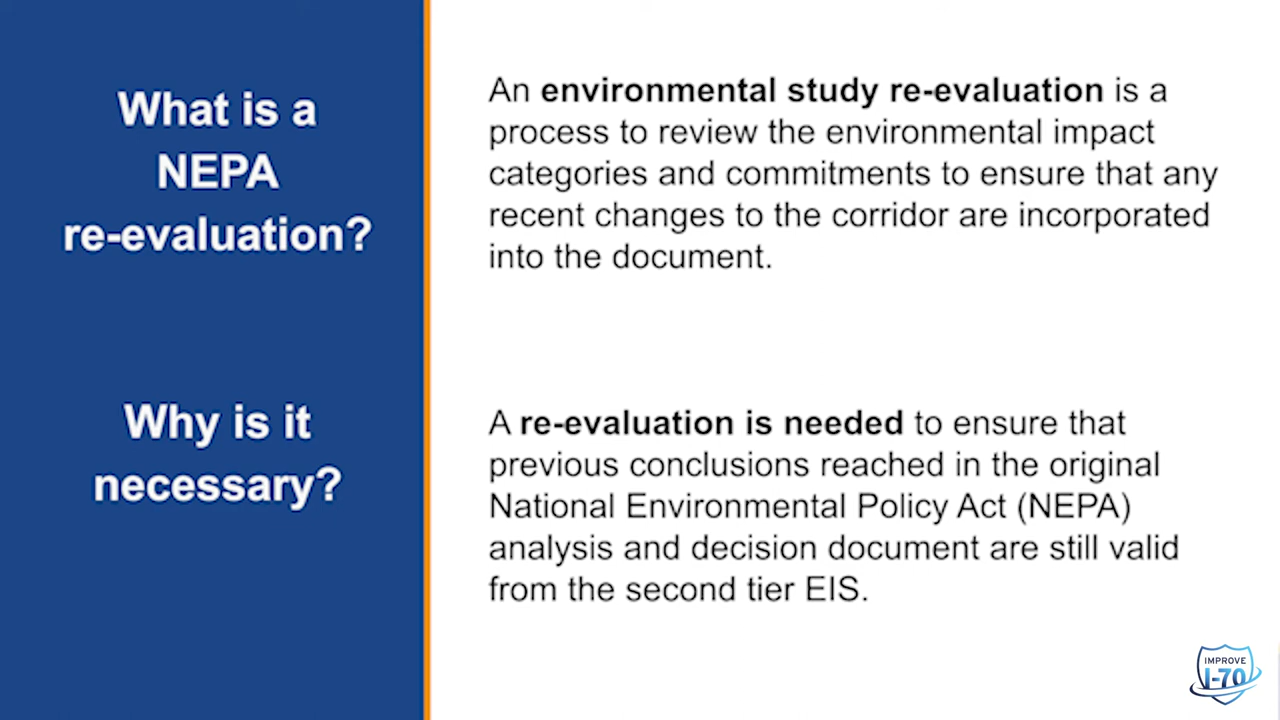 What is a
NEPA
re-evaluation?
An environmental study re-evaluation is a
process to review the environmental impact
categories and commitments to ensure that any
recent changes to the corridor are incorporated
into the document.
Why is it
necessary?
A re-evaluation is needed to ensure that
previous conclusions reached in the original
National Environmental Policy Act (NEPA)
analysis and decision document are still valid
from the second tier EIS.
IMPROVE
I-70